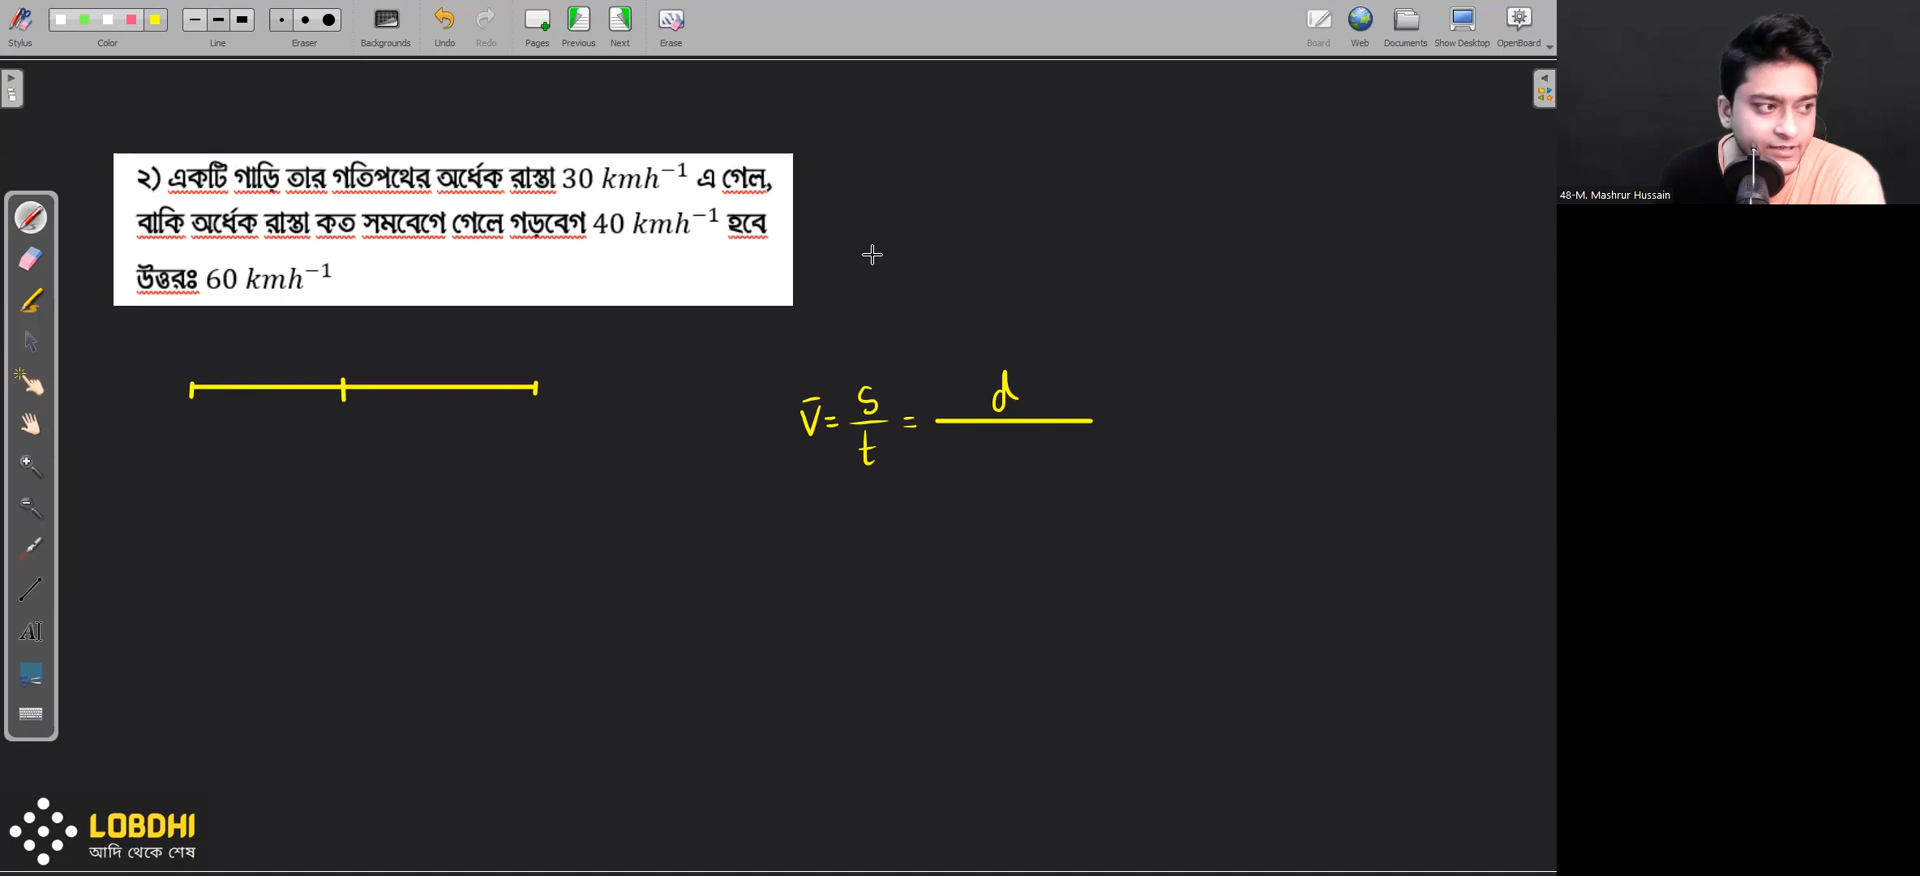 Stylus
Color
Line
Eraser
Backgrounds
Undo
Redo
Pages
Previous
Next
Erase
Board
Web
Documents
Show Desktop
OpenBoard
48-M. Mashrur Hussain
২) একটি গাড়ি তার গতিপথের অর্ধেক রাস্তা 30 kmh⁻¹ এ গেল,
বাকি অর্ধেক রাস্তা কত সমবেগে গেলে গড়বেগ 40 kmh⁻¹ হবে
উত্তরঃ 60 kmh⁻¹
v̄ = s/t = d/
AI
LOBDHI
আদি থেকে শেষ